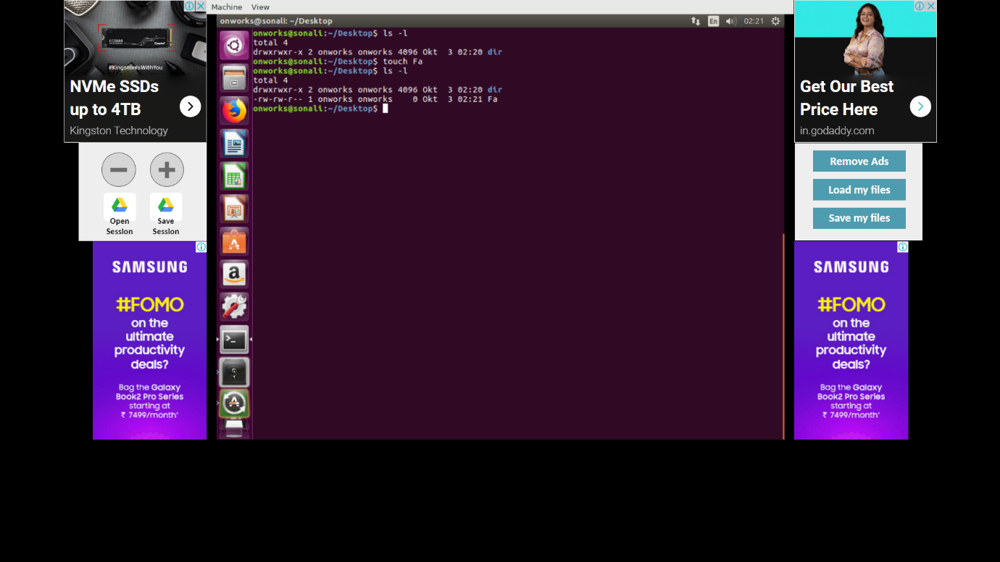 KC3000
Kingston
#KingstonIsWithYou
NVMe SSDs
up to 4TB
Kingston Technology
Open
Session
Save
Session
SAMSUNG
#FOMO
on the
ultimate
productivity
deals?
Bag the Galaxy
Book2 Pro Series
starting at
₹ 7499/month*
Machine View
onworks@sonali: ~/Desktop
En
02:21
onworks@sonali:~/Desktop$ ls -l
total 4
drwxrwxr-x 2 onworks onworks 4096 Okt  3 02:20 dir
onworks@sonali:~/Desktop$ touch Fa
onworks@sonali:~/Desktop$ ls -l
total 4
drwxrwxr-x 2 onworks onworks 4096 Okt  3 02:20 dir
-rw-rw-r-- 1 onworks onworks    0 Okt  3 02:21 Fa
onworks@sonali:~/Desktop$
Get Our Best
Price Here
in.godaddy.com
Remove Ads
Load my files
Save my files
SAMSUNG
#FOMO
on the
ultimate
productivity
deals?
Bag the Galaxy
Book2 Pro Series
starting at
₹ 7499/month*